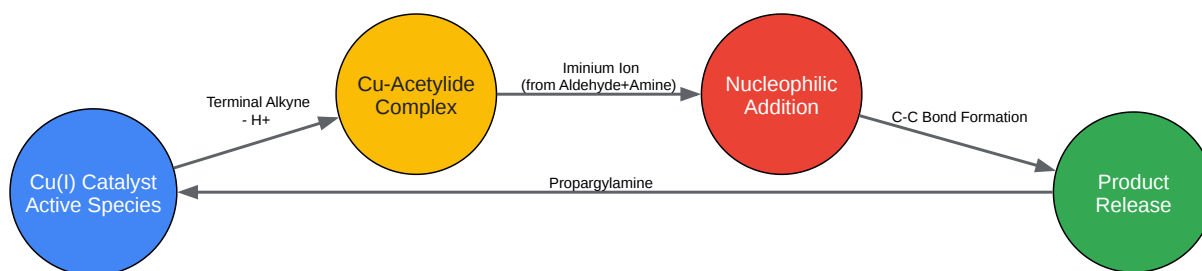 Cu(I) Catalyst
Active Species
Terminal Alkyne
- H+
Cu-Acetylide
Complex
Iminium Ion
(from Aldehyde+Amine)
Nucleophilic
Addition
C-C Bond Formation
Product
Release
Propargylamine